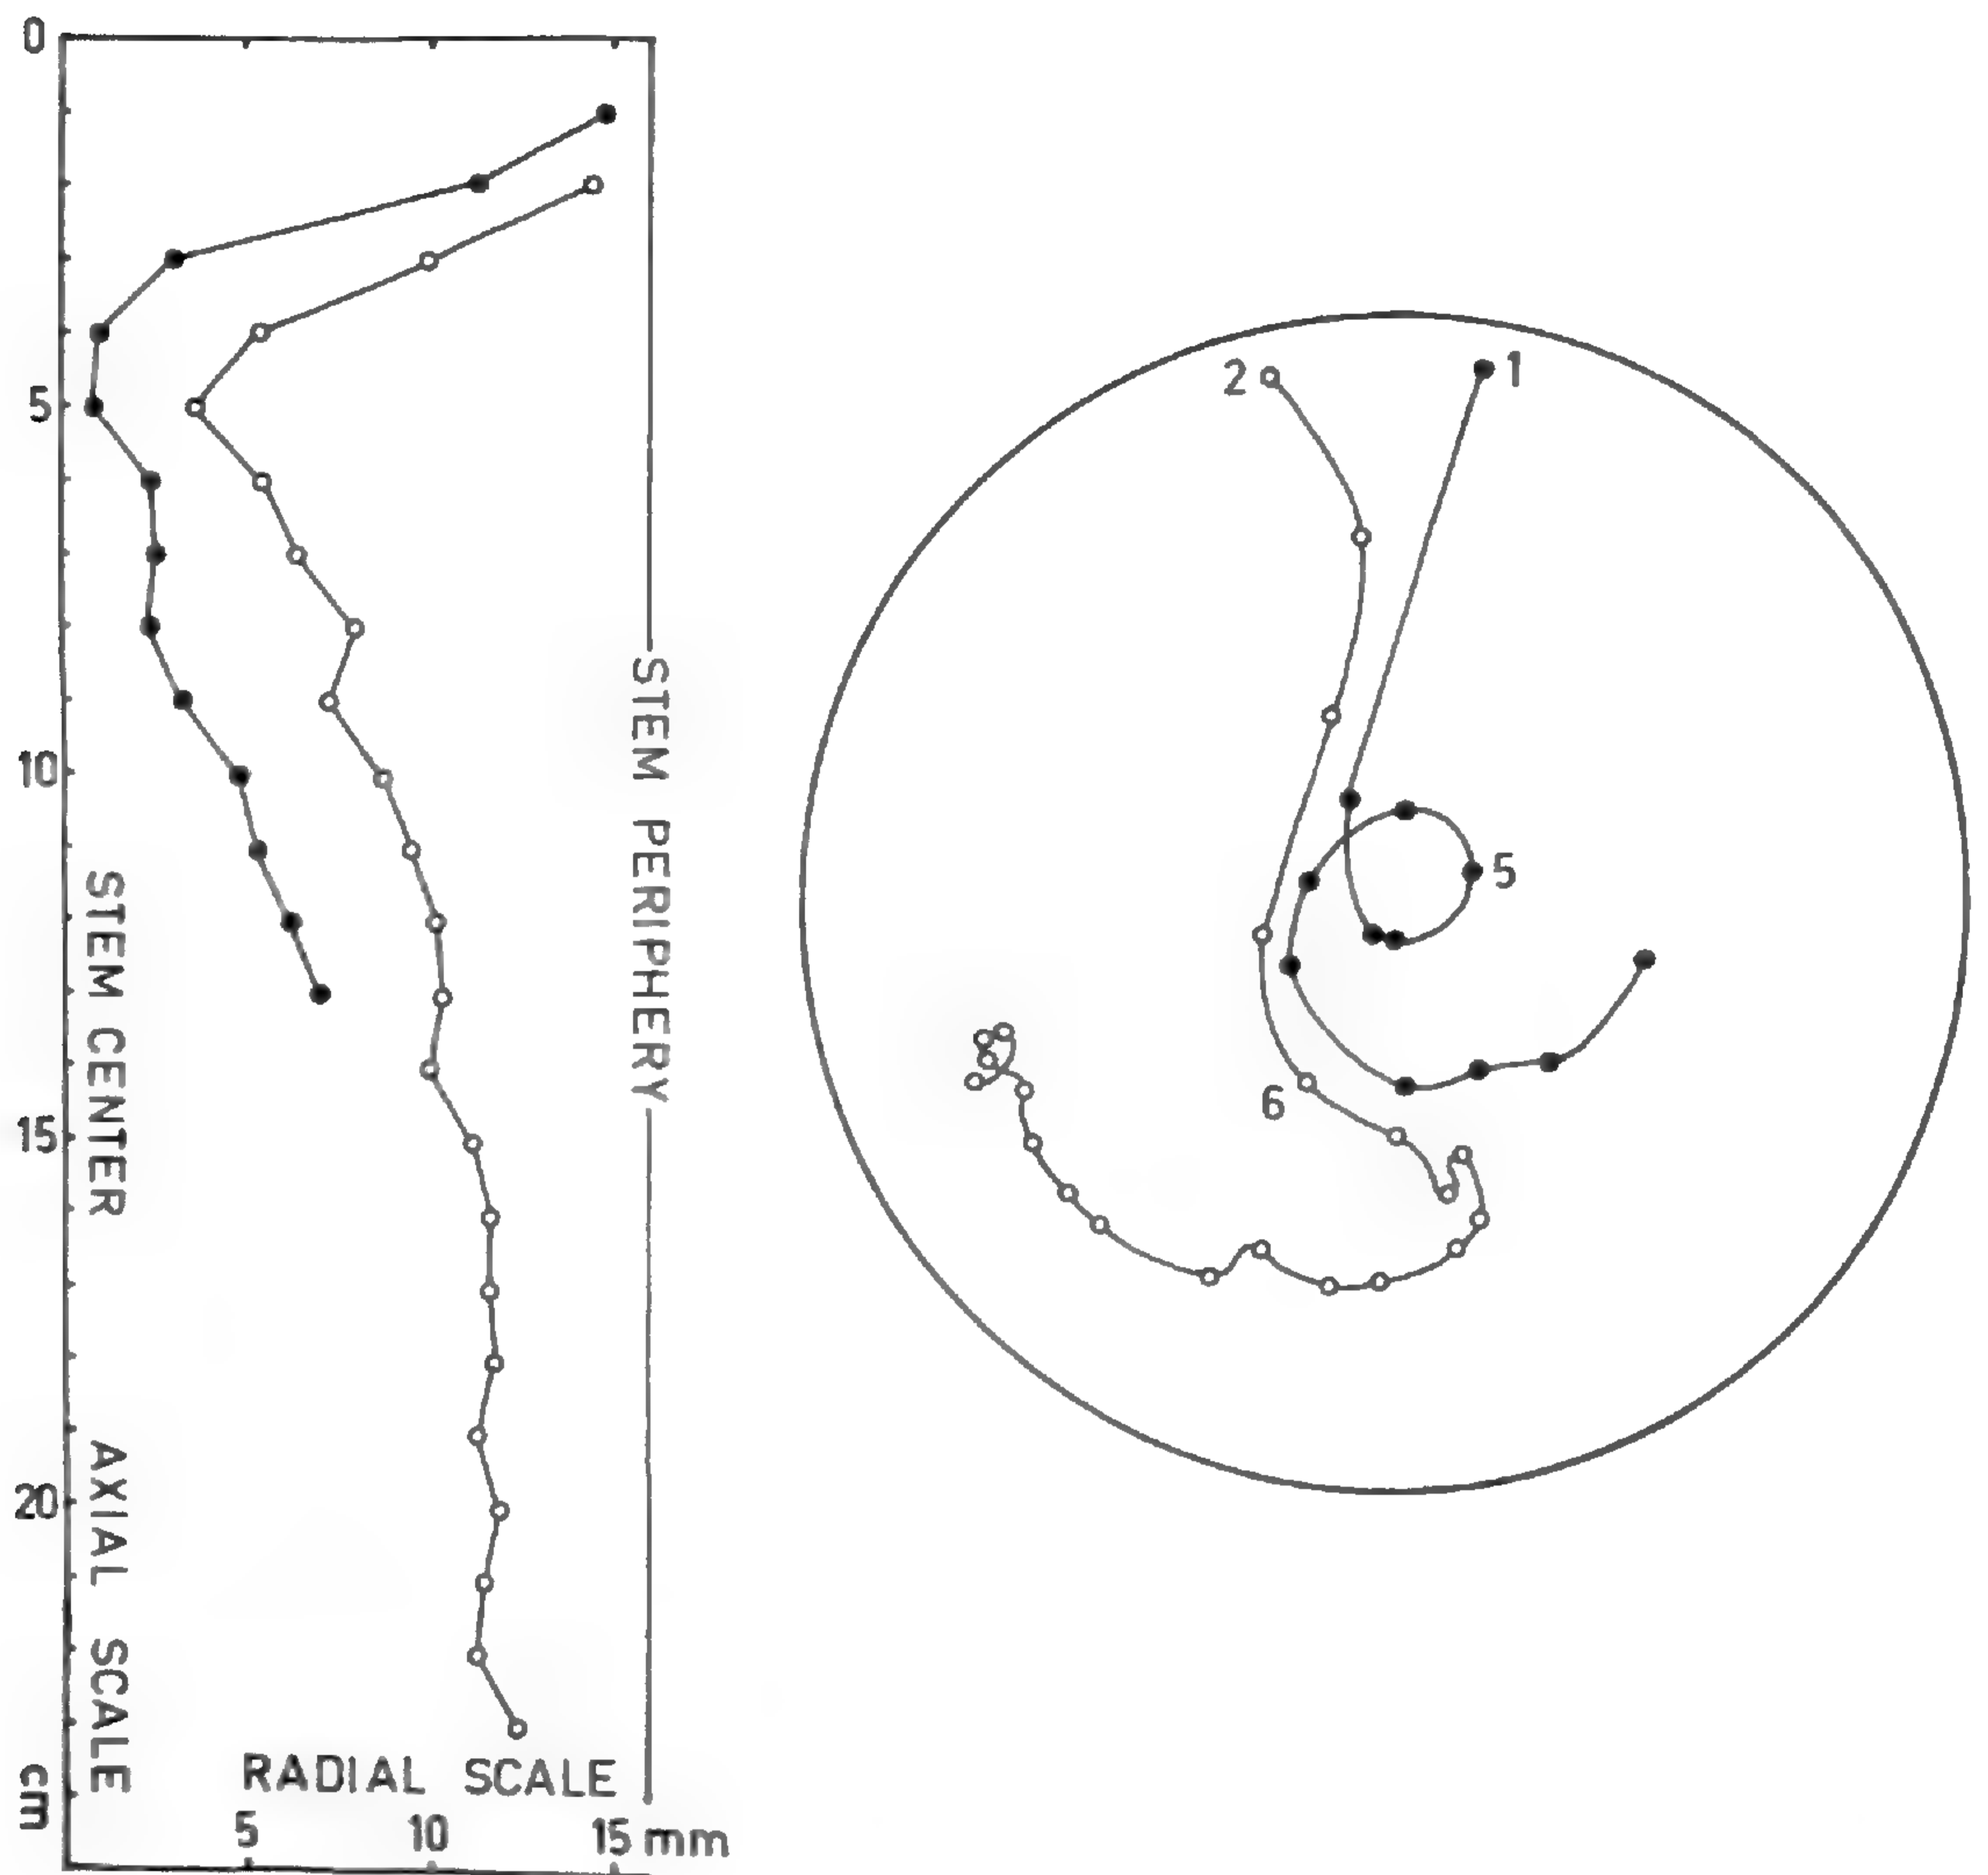 0
5
10
15
20
cm
STEM CENTER
AXIAL SCALE
STEM PERIPHERY
RADIAL SCALE
5 10 15 mm
2
1
5
6